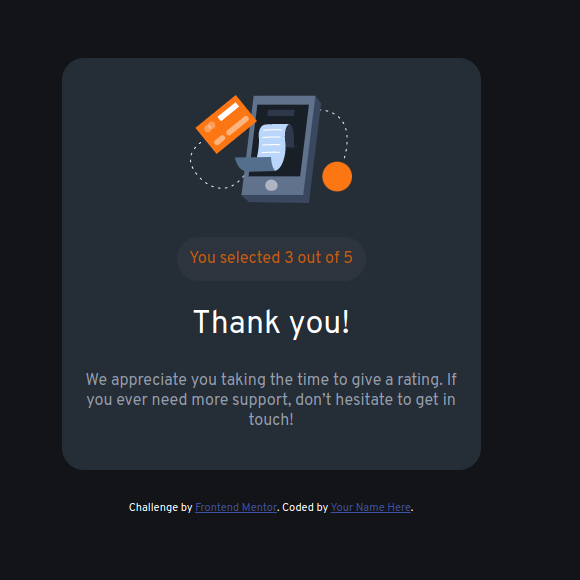 You selected 3 out of 5
Thank you!
We appreciate you taking the time to give a rating. If
you ever need more support, don’t hesitate to get in
touch!
Challenge by Frontend Mentor. Coded by Your Name Here.